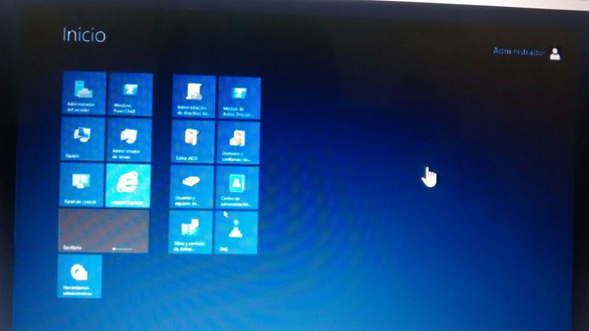 Inicio
Administrador
Administrador
del servidor
Windows
PowerShell
Administración
de directivas de...
Módulo de
Active Director...
Equipo
Administrador
de tareas
Editor ADSI
Dominios y
confianzas de...
Panel de control
Internet Explorer
Usuarios y
equipos de...
Centro de
administración...
Escritorio
Sitios y servicios
de Active...
DNS
Herramientas
administrativas